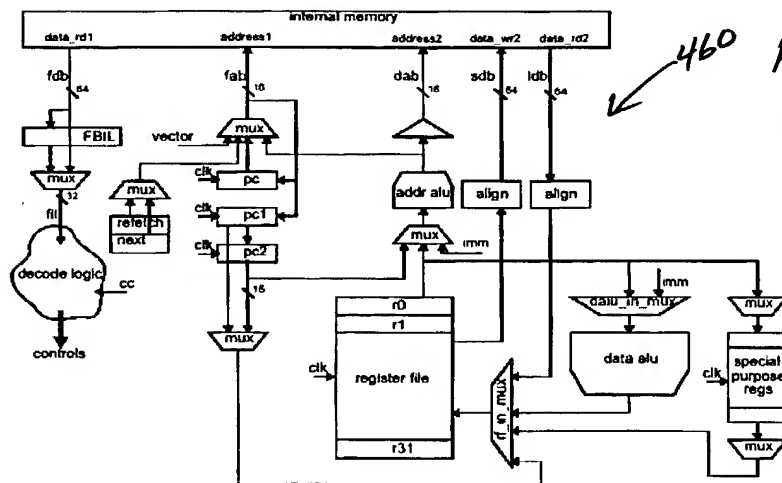 internal memory
data_rd1 address1 address2 data_wr2 data_rd2
460
fdb fab dab sdb ldb
64 16 16 64 64
FBIL
vector
mux
mux
mux
clk pc
addr alu
align
align
32
fil
refetch
next
clk pc1
clk pc2
mux
imm
decode logic
cc
16
controls
mux
r0
r1
register file
r31
clk
rf_in_mux
imm
dalu_in_mux
data alu
mux
special
purpose
regs
clk
mux